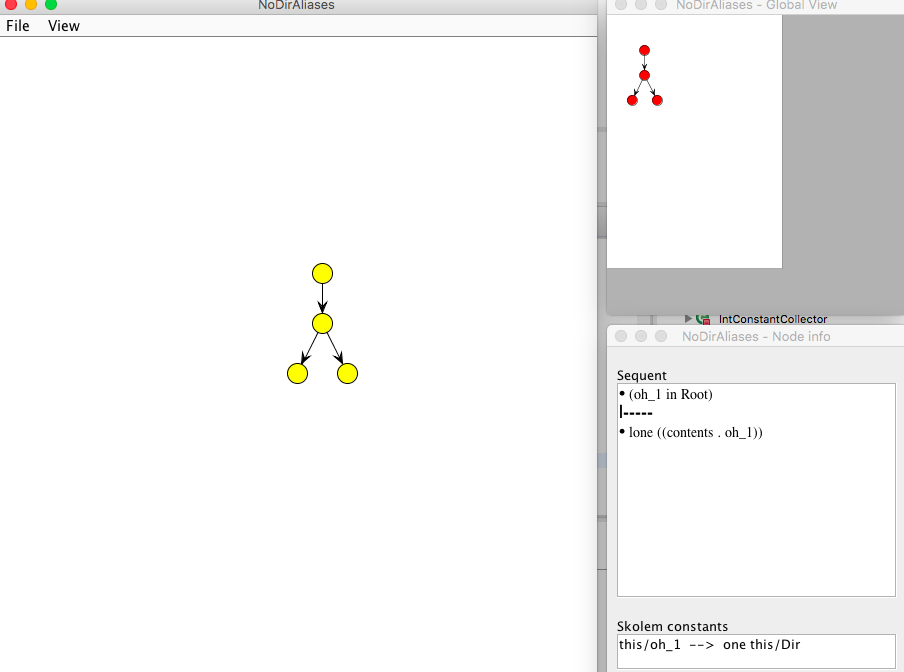 NoDirAliases
File View
NoDirAliases - Global View
IntConstantCollector
NoDirAliases - Node info
Sequent
• (oh_1 in Root)
|-----
• lone ((contents . oh_1))
Skolem constants
this/oh_1 --> one this/Dir